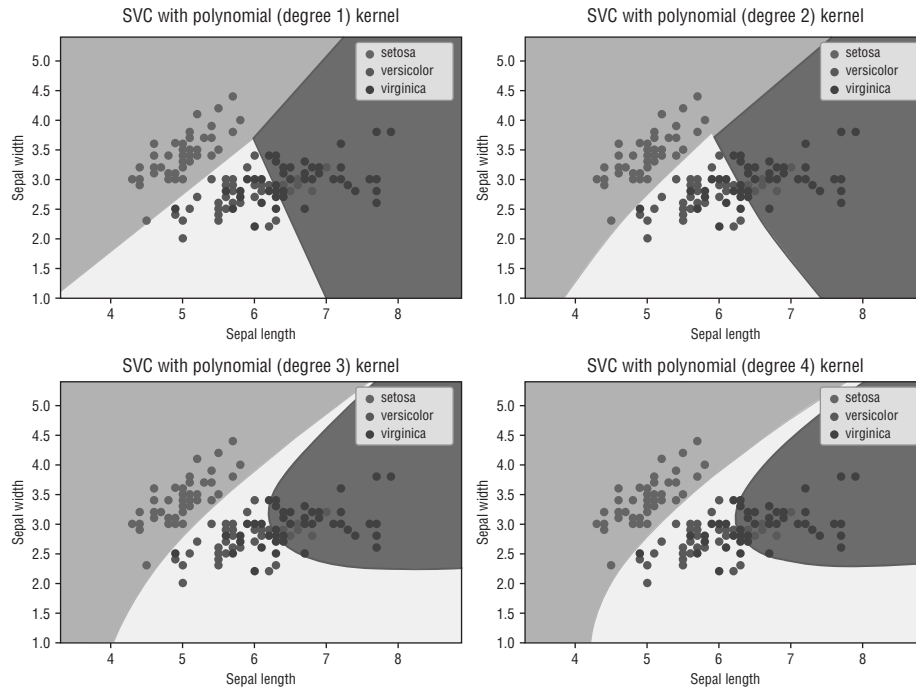 SVC with polynomial (degree 1) kernel
5.0
4.5
4.0
3.5
3.0
2.5
2.0
1.5
1.0
Sepal width
setosa
versicolor
virginica
4 5 6 7 8
Sepal length
SVC with polynomial (degree 2) kernel
5.0
4.5
4.0
3.5
3.0
2.5
2.0
1.5
1.0
Sepal width
setosa
versicolor
virginica
4 5 6 7 8
Sepal length
SVC with polynomial (degree 3) kernel
5.0
4.5
4.0
3.5
3.0
2.5
2.0
1.5
1.0
Sepal width
setosa
versicolor
virginica
4 5 6 7 8
Sepal length
SVC with polynomial (degree 4) kernel
5.0
4.5
4.0
3.5
3.0
2.5
2.0
1.5
1.0
Sepal width
setosa
versicolor
virginica
4 5 6 7 8
Sepal length